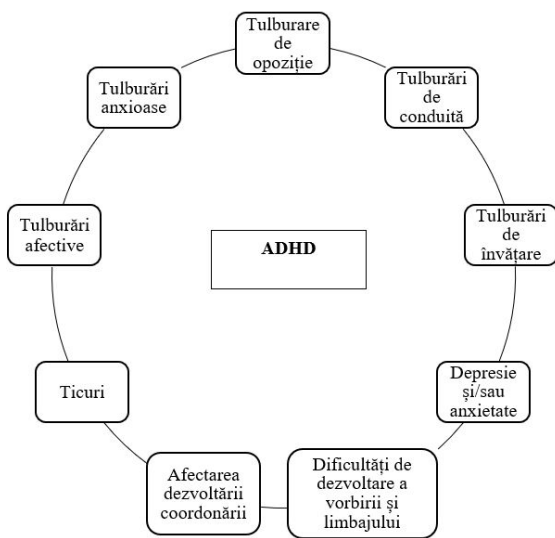 Tulburare
de
opoziție
Tulburări
de
conduită
Tulburări
de
învățare
Depresie
și/sau
anxietate
Dificultăți de
dezvoltare a
vorbirii și
limbajului
Afectarea
dezvoltării
coordonării
Ticuri
Tulburări
afective
Tulburări
anxioase
ADHD